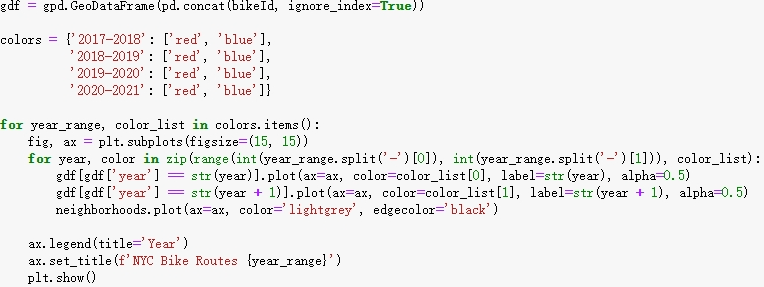 gdf = gpd.GeoDataFrame(pd.concat(bikeId, ignore_index=True))

colors = {'2017-2018': ['red', 'blue'],
          '2018-2019': ['red', 'blue'],
          '2019-2020': ['red', 'blue'],
          '2020-2021': ['red', 'blue']}

for year_range, color_list in colors.items():
    fig, ax = plt.subplots(figsize=(15, 15))
    for year, color in zip(range(int(year_range.split('-')[0]), int(year_range.split('-')[1])), color_list):
        gdf[gdf['year'] == str(year)].plot(ax=ax, color=color_list[0], label=str(year), alpha=0.5)
        gdf[gdf['year'] == str(year + 1)].plot(ax=ax, color=color_list[1], label=str(year + 1), alpha=0.5)
        neighborhoods.plot(ax=ax, color='lightgrey', edgecolor='black')

    ax.legend(title='Year')
    ax.set_title(f'NYC Bike Routes {year_range}')
    plt.show()